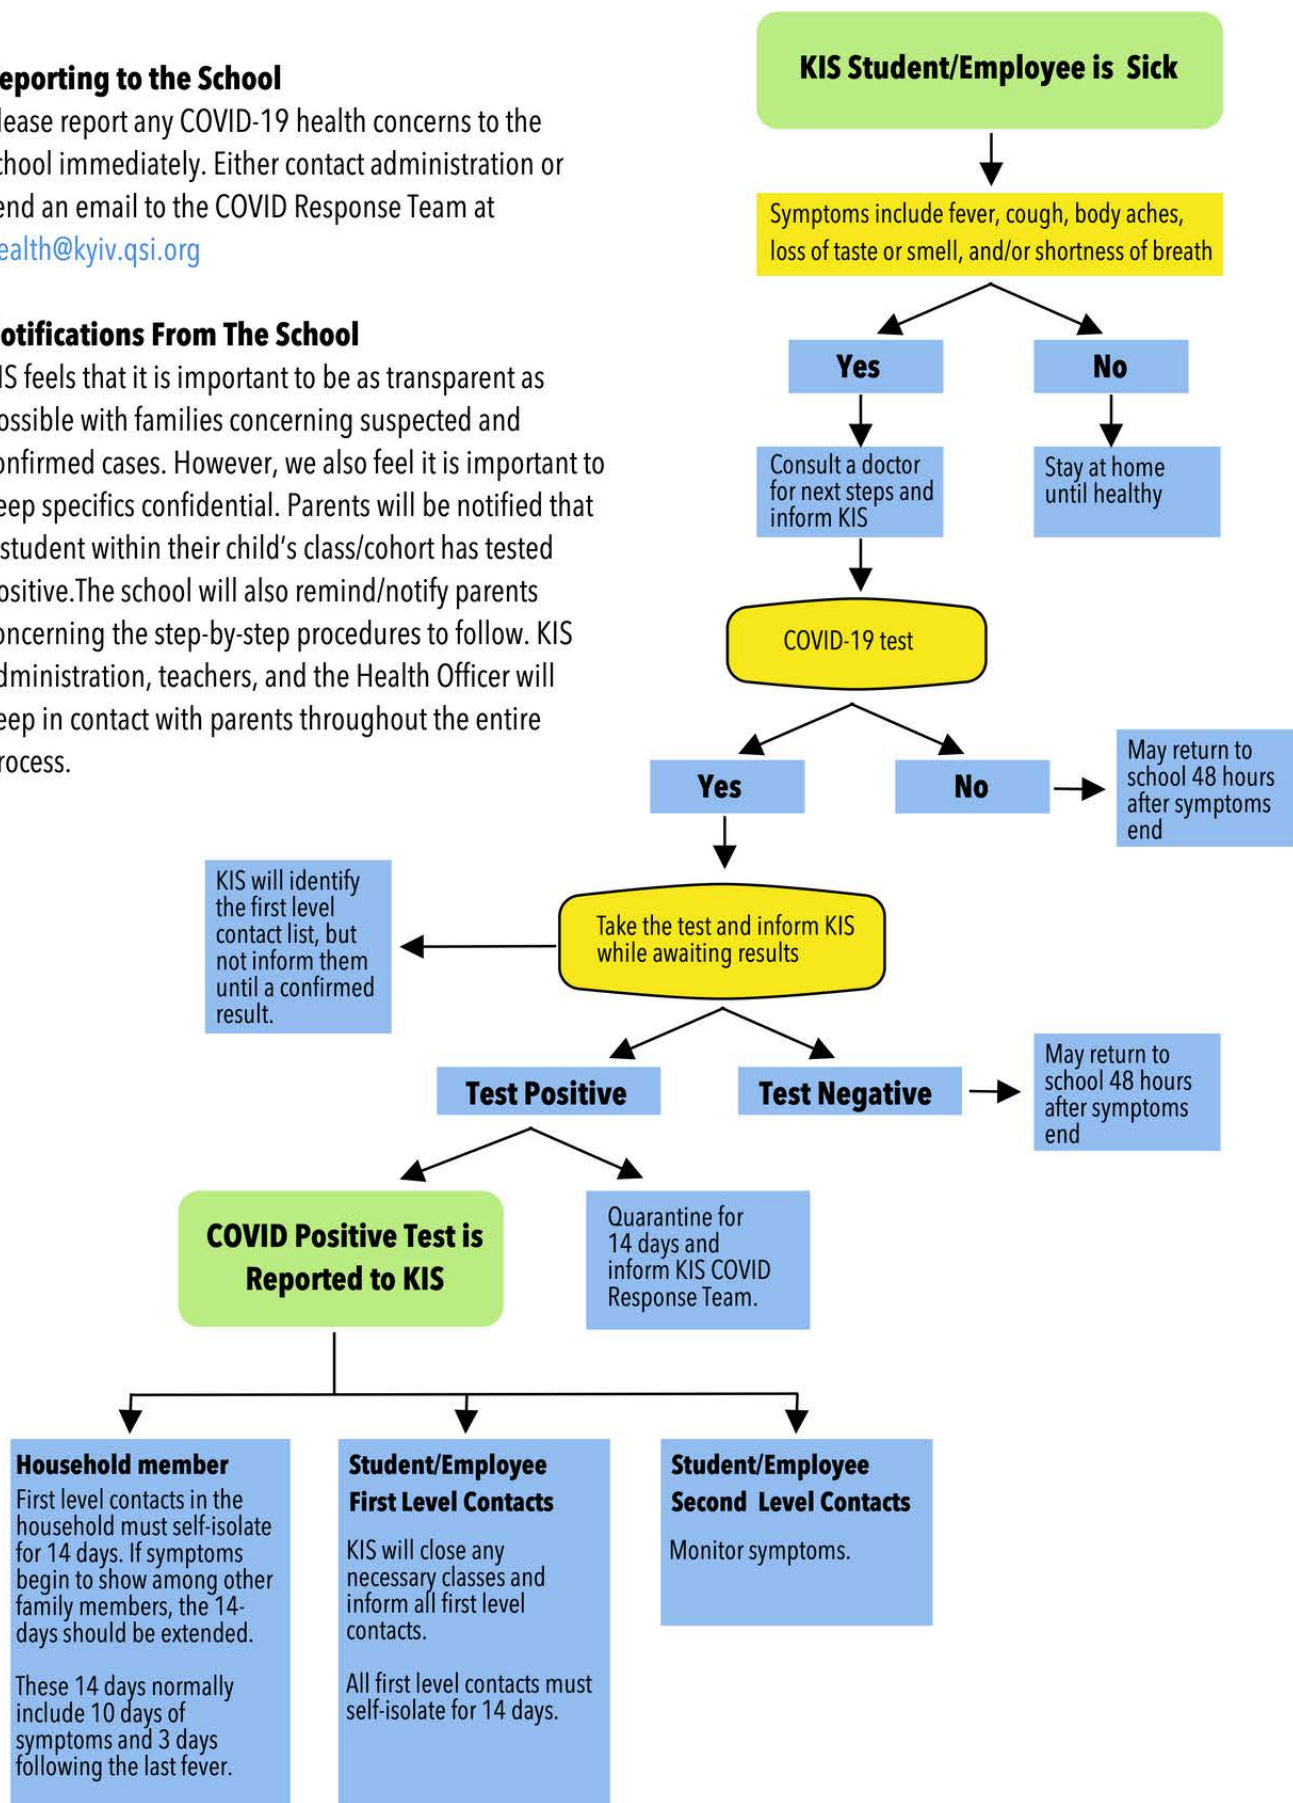 eporting to the School
lease report any COVID-19 health concerns to the
chool immediately. Either contact administration or
end an email to the COVID Response Team at
ealth@kyiv.qsi.org
otifications From The School
IS feels that it is important to be as transparent as
ossible with families concerning suspected and
onfirmed cases. However, we also feel it is important to
eep specifics confidential. Parents will be notified that
student within their child's class/cohort has tested
ositive.The school will also remind/notify parents
oncerning the step-by-step procedures to follow. KIS
dministration, teachers, and the Health Officer will
eep in contact with parents throughout the entire
rocess.
KIS Student/Employee is Sick
Symptoms include fever, cough, body aches,
loss of taste or smell, and/or shortness of breath
Yes
No
Consult a doctor
for next steps and
inform KIS
Stay at home
until healthy
COVID-19 test
Yes
No
May return to
school 48 hours
after symptoms
end
KIS will identify
the first level
contact list, but
not inform them
until a confirmed
result.
Take the test and inform KIS
while awaiting results
Test Positive
Test Negative
May return to
school 48 hours
after symptoms
end
COVID Positive Test is
Reported to KIS
Quarantine for
14 days and
inform KIS COVID
Response Team.
Household member
First level contacts in the
household must self-isolate
for 14 days. If symptoms
begin to show among other
family members, the 14-
days should be extended.
These 14 days normally
include 10 days of
symptoms and 3 days
following the last fever.
Student/Employee
First Level Contacts
KIS will close any
necessary classes and
inform all first level
contacts.
All first level contacts must
self-isolate for 14 days.
Student/Employee
Second Level Contacts
Monitor symptoms.